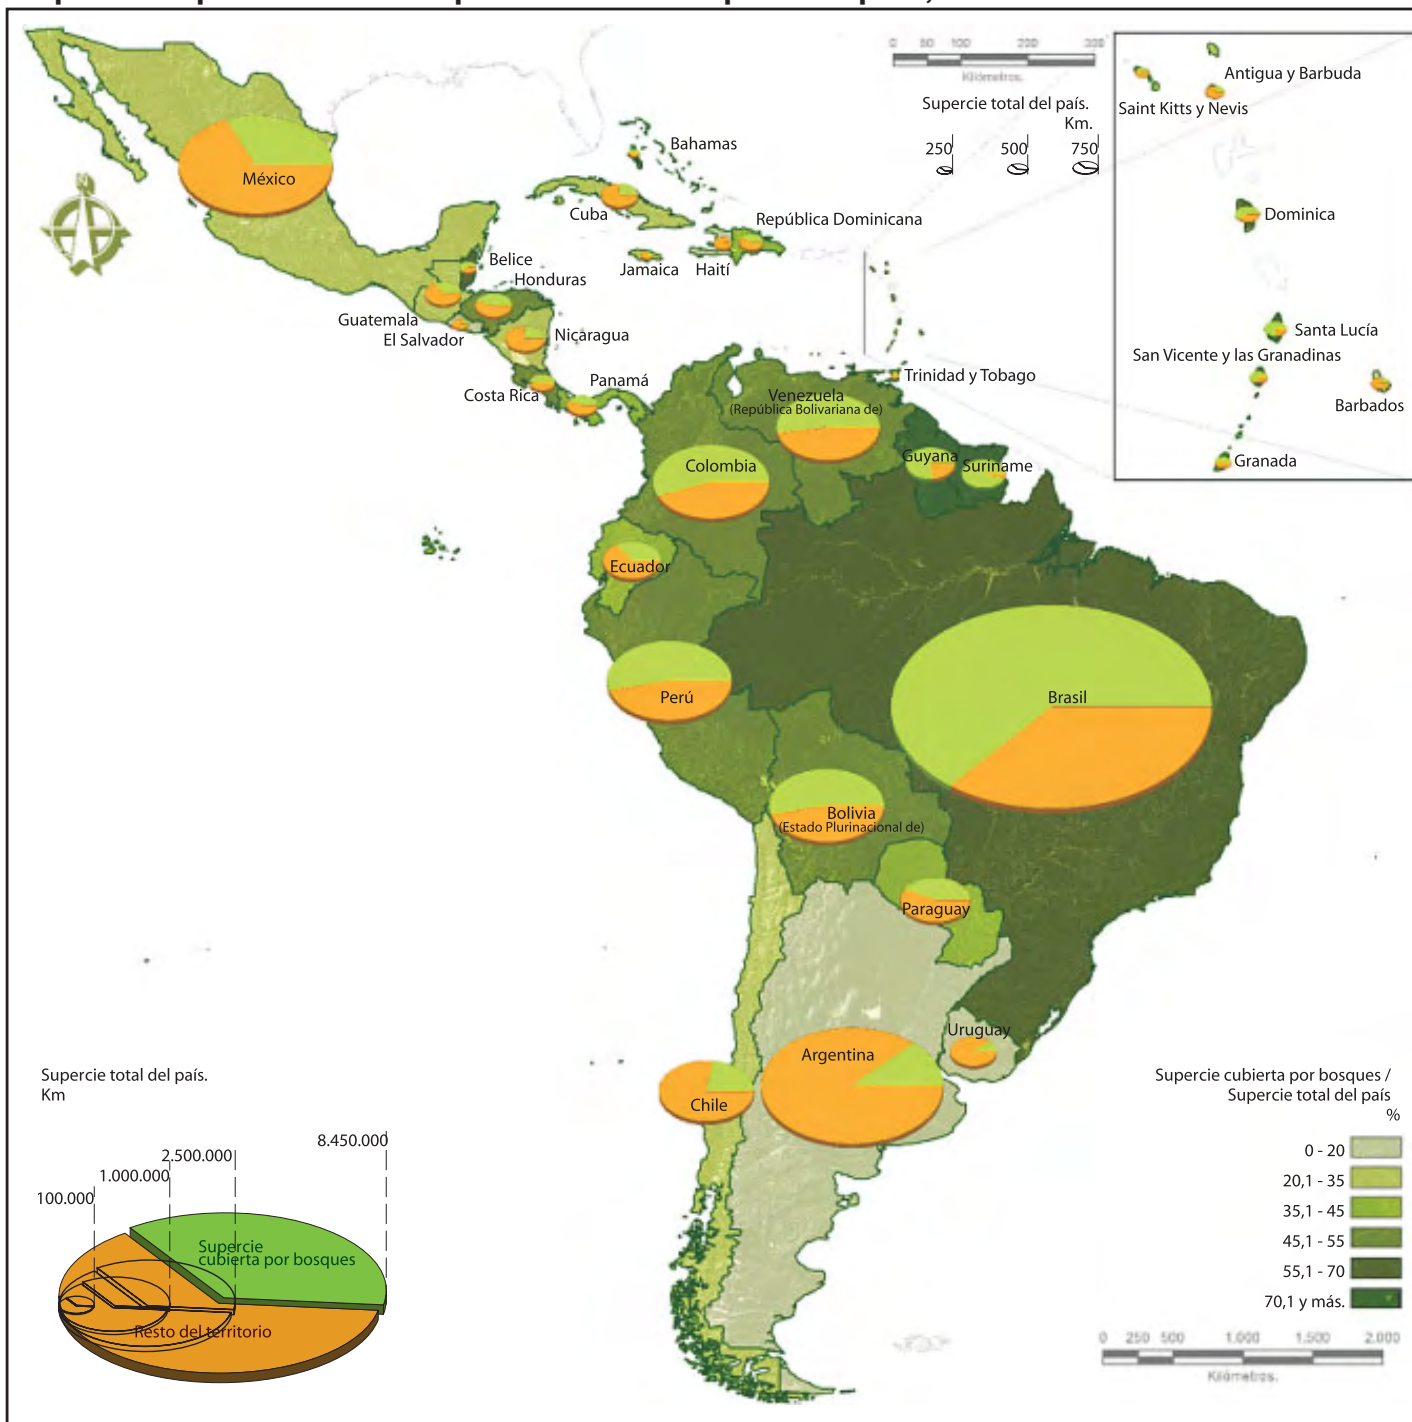 0 50 100 200 300
Kilómetros.
Supercie total del país.
Km.
250 500 750
Antigua y Barbuda
Saint Kitts y Nevis
Dominica
Santa Lucía
San Vicente y las Granadinas
Barbados
Granada
N
México
Bahamas
Cuba
República Dominicana
Jamaica
Haití
Belice
Honduras
Guatemala
El Salvador
Nicaragua
Costa Rica
Panamá
Trinidad y Tobago
Venezuela
(República Bolivariana de)
Colombia
Guyana
Suriname
Ecuador
Perú
Brasil
Bolivia
(Estado Plurinacional de)
Paraguay
Uruguay
Argentina
Chile
Supercie total del país.
Km
8.450.000
2.500.000
1.000.000
100.000
Supercie
cubierta por bosques
Resto del territorio
Supercie cubierta por bosques /
Supercie total del país
%
0 - 20
20,1 - 35
35,1 - 45
45,1 - 55
55,1 - 70
70,1 y más.
0 250 500 1.000 1.500 2.000
Kilómetros.